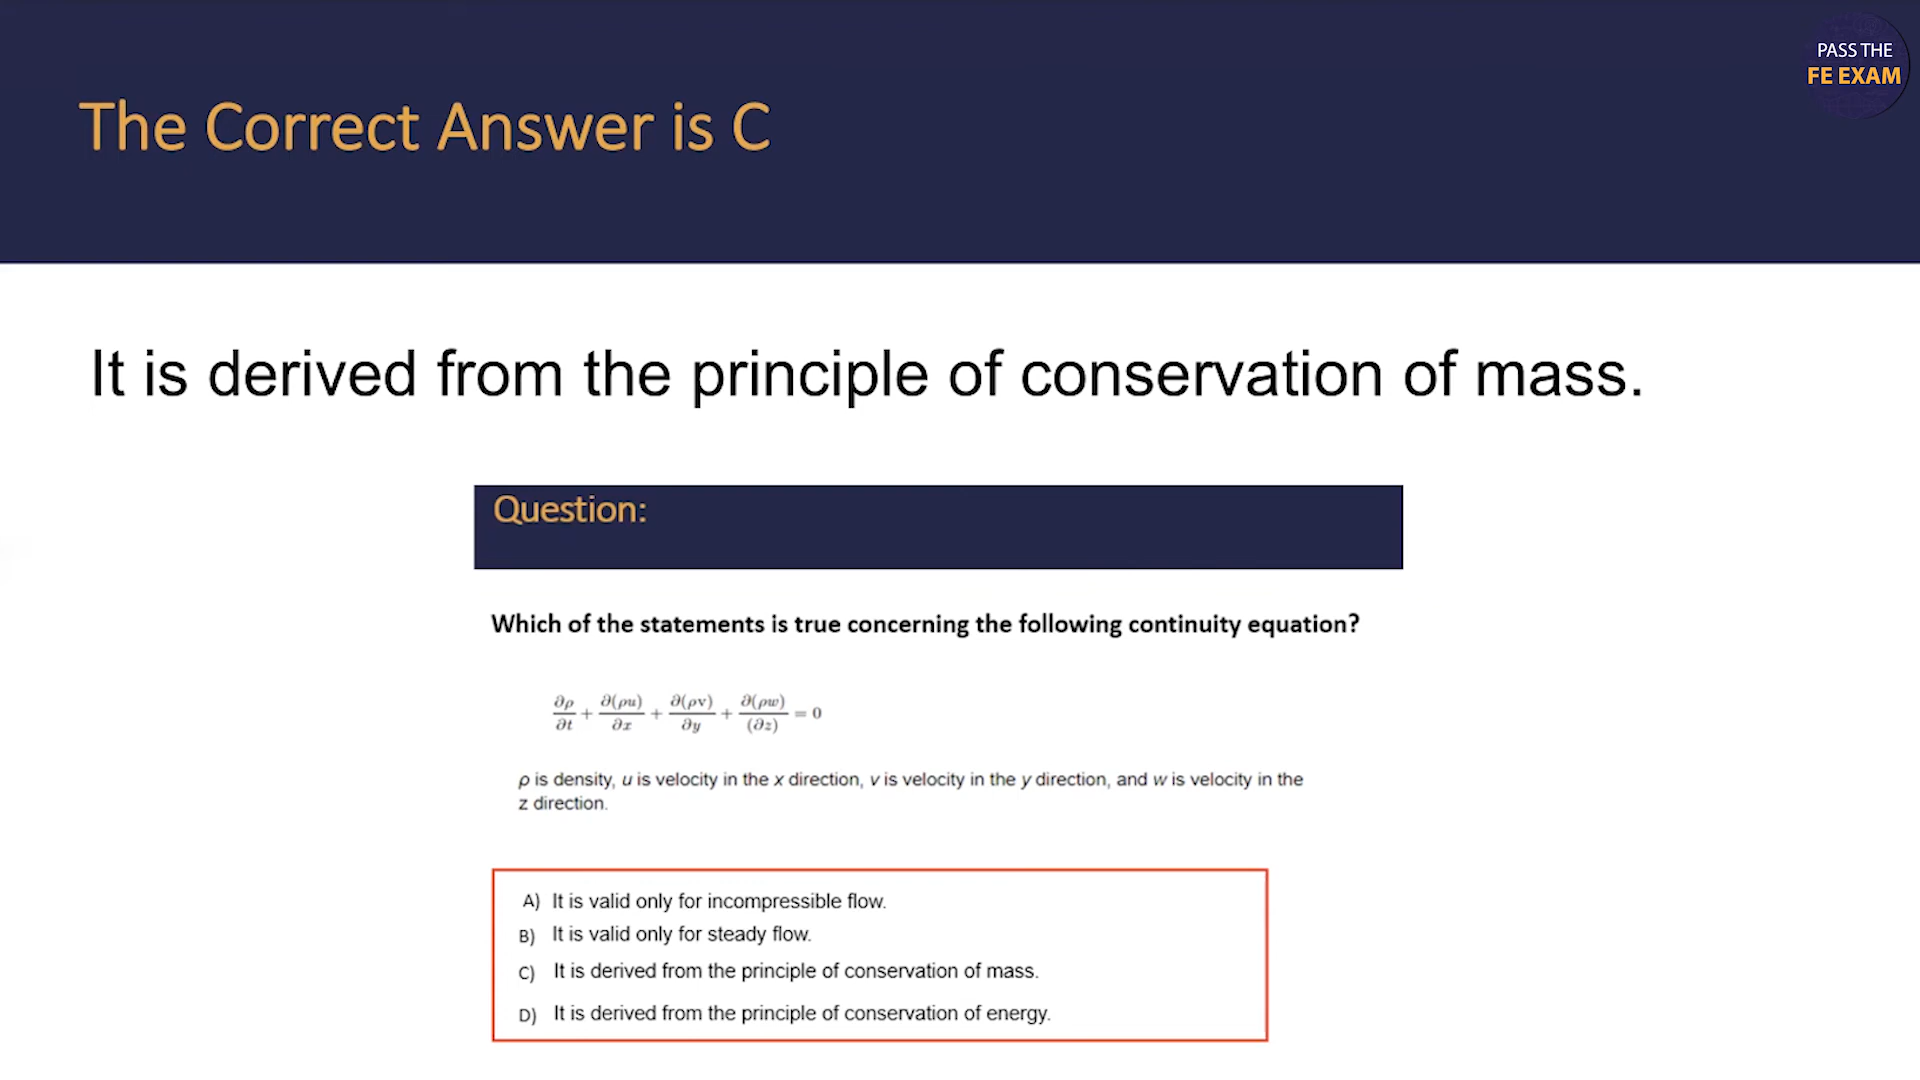 PASS THE
FE EXAM
The Correct Answer is C
It is derived from the principle of conservation of mass.
Question:
Which of the statements is true concerning the following continuity equation?
∂ρ/∂t + ∂(ρu)/∂x + ∂(ρv)/∂y + ∂(ρw)/(∂z) = 0
ρ is density, u is velocity in the x direction, v is velocity in the y direction, and w is velocity in the
z direction.
A) It is valid only for incompressible flow.
B) It is valid only for steady flow.
C) It is derived from the principle of conservation of mass.
D) It is derived from the principle of conservation of energy.